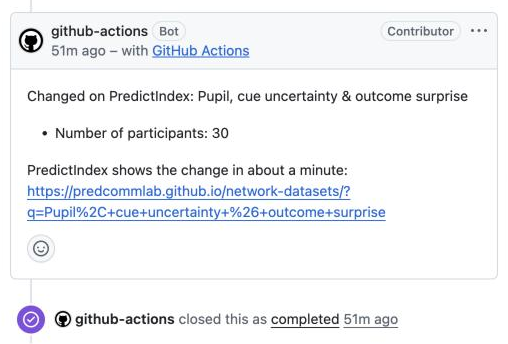 github-actions Bot Contributor ...
51m ago – with GitHub Actions
Changed on PredictIndex: Pupil, cue uncertainty & outcome surprise
• Number of participants: 30
PredictIndex shows the change in about a minute:
https://predcommlab.github.io/network-datasets/?
q=Pupil%2C+cue+uncertainty+%26+outcome+surprise
github-actions closed this as completed 51m ago